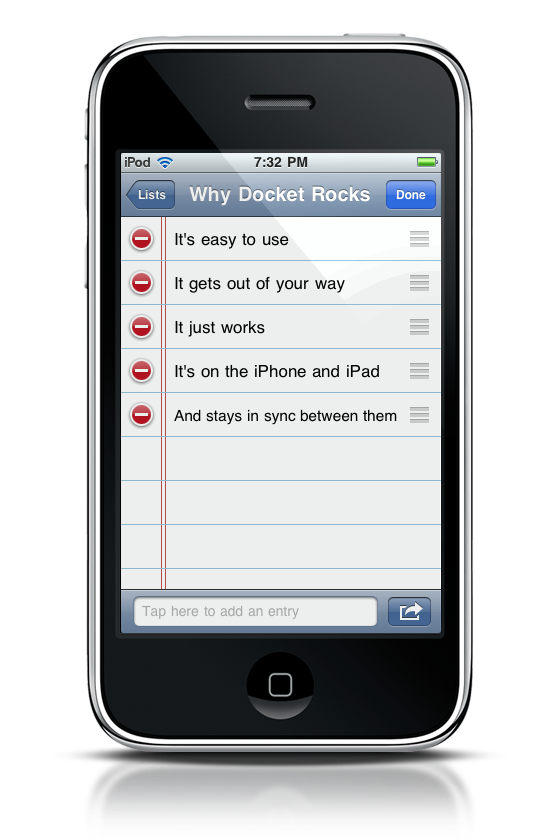 iPod 7:32 PM
Lists Why Docket Rocks Done
It's easy to use
It gets out of your way
It just works
It's on the iPhone and iPad
And stays in sync between them
Tap here to add an entry